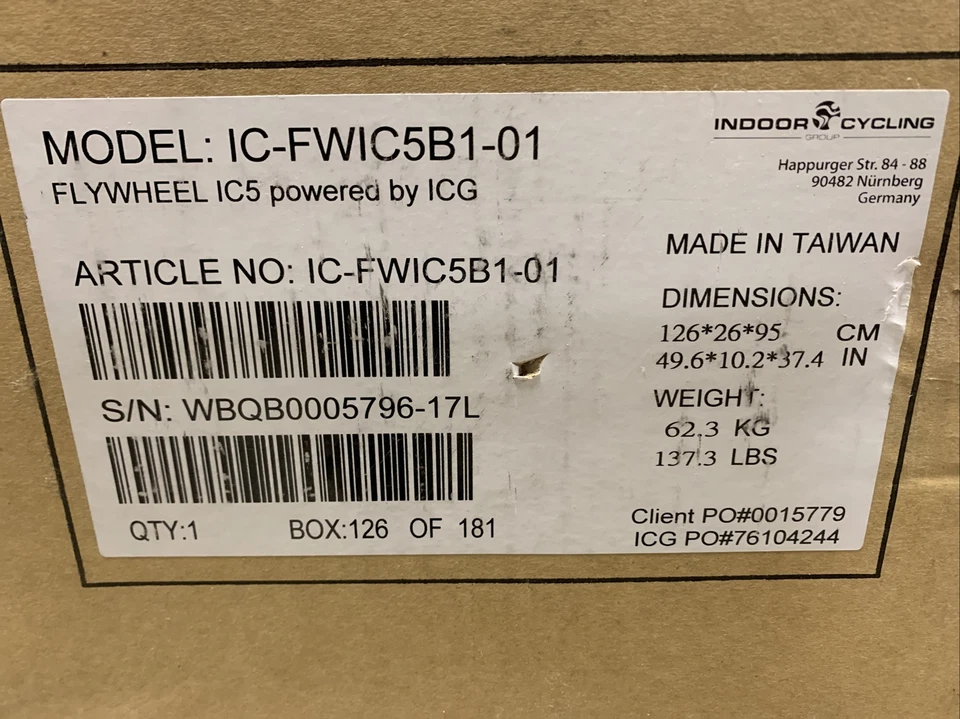 MODEL: IC-FWIC5B1-01
FLYWHEEL IC5 powered by ICG
ARTICLE NO: IC-FWIC5B1-01
S/N: WBQB0005796-17L
QTY:1 BOX:126 OF 181
INDOOR CYCLING
GROUP
Happurger Str. 84 - 88
90482 Nürnberg
Germany
MADE IN TAIWAN
DIMENSIONS:
126*26*95 CM
49.6*10.2*37.4 IN
WEIGHT:
62.3 KG
137.3 LBS
Client PO#0015779
ICG PO#76104244